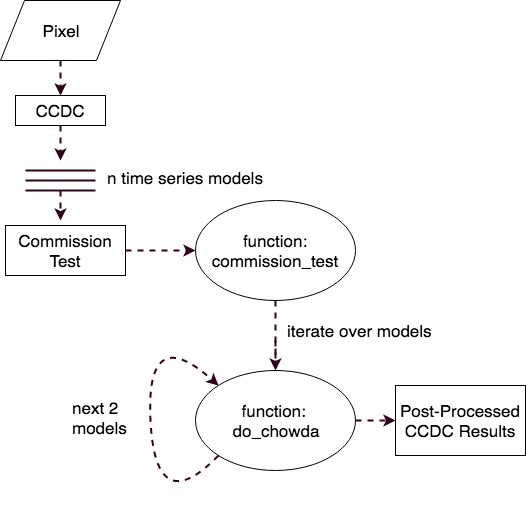 Pixel
CCDC
n time series models
Commission
Test
function:
commission_test
iterate over models
next 2
models
function:
do_chowda
Post-Processed
CCDC Results